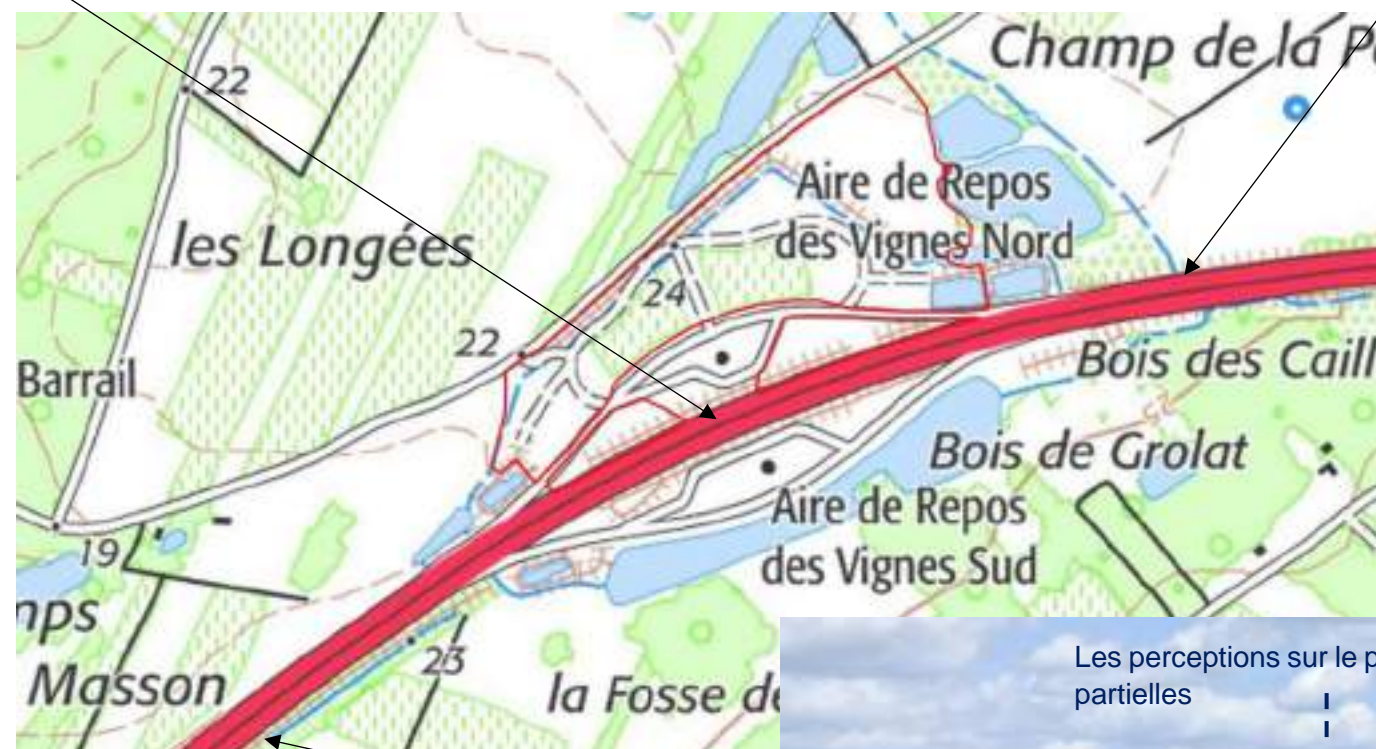 Champ de la P
22
Aire de Repos
des Vignes Nord
les Longées
24
22
Barrail
Bois des Caill
25
Bois de Grolat
Aire de Repos
des Vignes Sud
19
mps
Masson
23
la Fosse de
Les perceptions sur le p
partielles